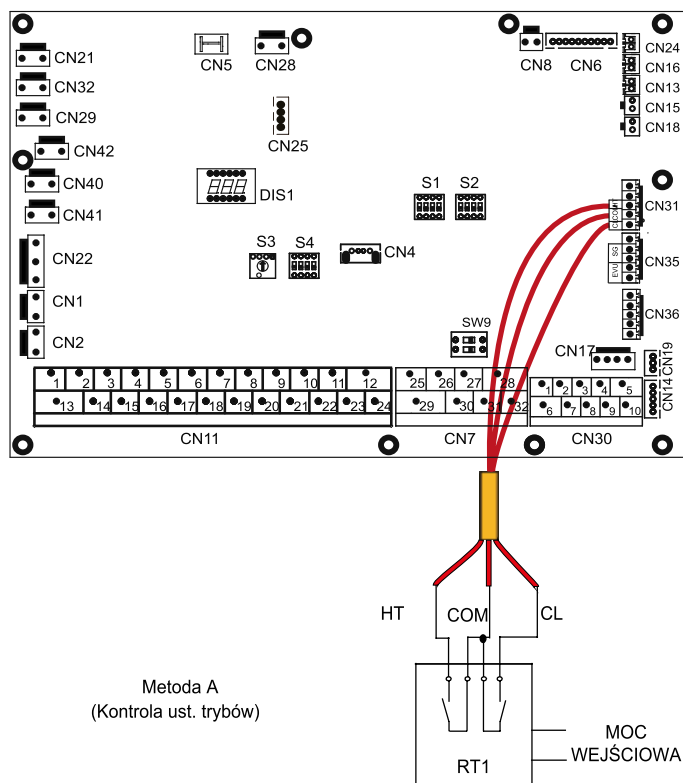 CN21
CN32
CN29
CN42
CN40
CN41
CN22
CN1
CN2
CN5
CN28
CN25
DIS1
S3
S4
CN4
S1
S2
SW9
CN8
CN6
CN24
CN16
CN13
CN15
CN18
CN31
CL COM
SG
EVU
CN35
CN36
CN17
CN19
CN14
1 2 3 4 5 6 7 8 9 10 11 12
13 14 15 16 17 18 19 20 21 22 23 24
CN11
25 26 27 28
29 30 31 32
CN7
1 2 3 4 5
6 7 8 9 10
CN30
HT
COM
CL
Metoda A
(Kontrola ust. trybów)
RT1
MOC
WEJŚCIOWA